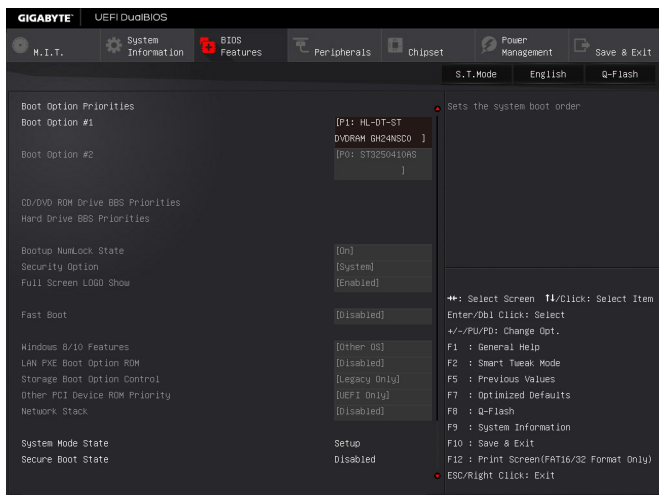 GIGABYTE™ UEFI DualBIOS
M.I.T.
System Information
BIOS Features
Peripherals
Chipset
Power Management
Save & Exit
S.T.Mode English Q-Flash
Boot Option Priorities
Boot Option #1 [P1: HL-DT-ST
DVDRAM GH24NSC0 ]
Boot Option #2 [P0: ST3250410AS
]
CD/DVD ROM Drive BBS Priorities
Hard Drive BBS Priorities
Bootup NumLock State [On]
Security Option [System]
Full Screen LOGO Show [Enabled]
Fast Boot [Disabled]
Windows 8/10 Features [Other OS]
LAN PXE Boot Option ROM [Disabled]
Storage Boot Option Control [Legacy Only]
Other PCI Device ROM Priority [UEFI Only]
Network Stack [Disabled]
System Mode State Setup
Secure Boot State Disabled
Sets the system boot order
→←: Select Screen ↑↓/Click: Select Item
Enter/Dbl Click: Select
+/-/PU/PD: Change Opt.
F1 : General Help
F2 : Smart Tweak Mode
F5 : Previous Values
F7 : Optimized Defaults
F8 : Q-Flash
F9 : System Information
F10 : Save & Exit
F12 : Print Screen(FAT16/32 Format Only)
ESC/Right Click: Exit